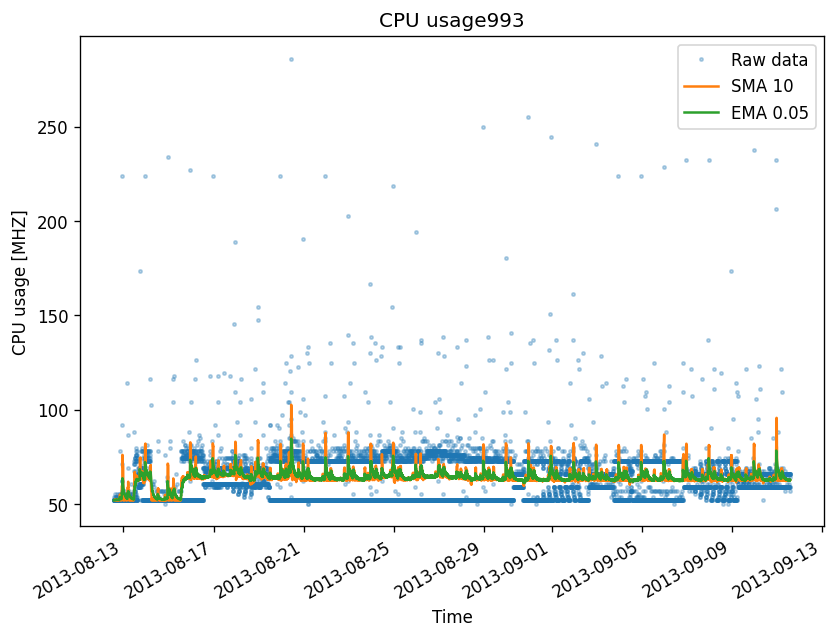 CPU usage993
Raw data
SMA 10
EMA 0.05
CPU usage [MHZ]
250
200
150
100
50
2013-08-13
2013-08-17
2013-08-21
2013-08-25
2013-08-29
2013-09-01
2013-09-05
2013-09-09
2013-09-13
Time